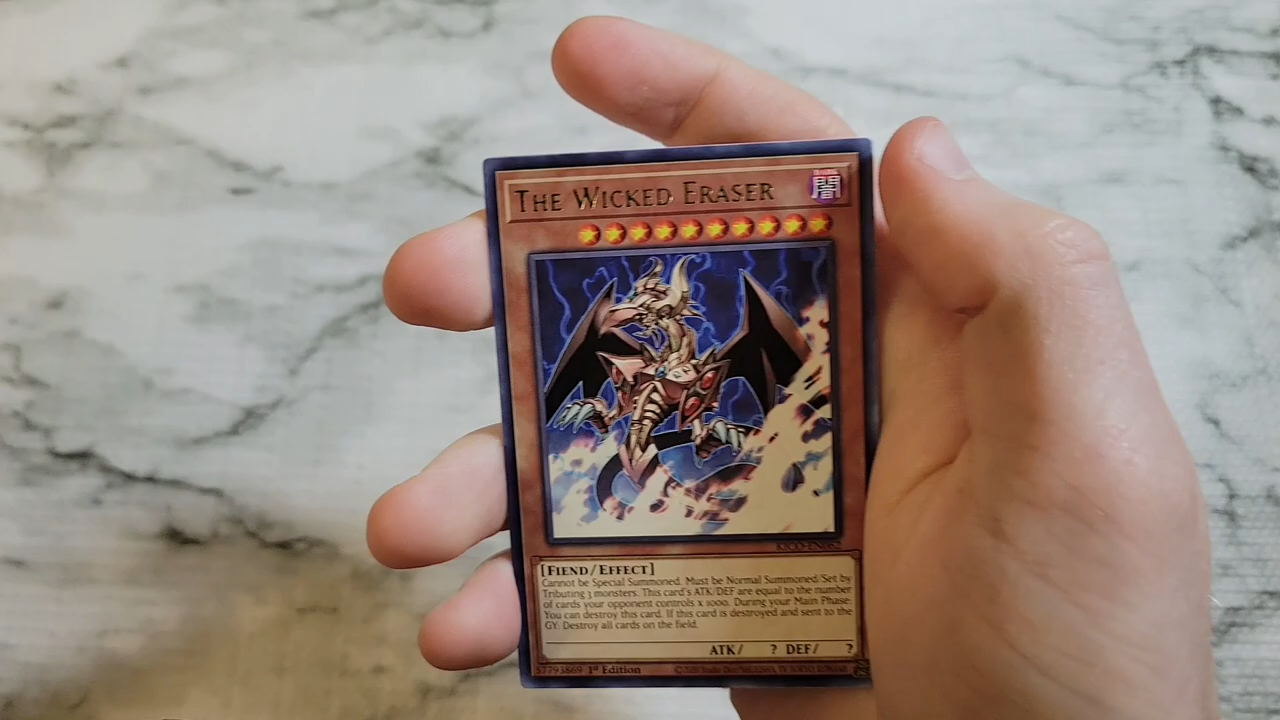 THE WICKED ERASER
闇
[FIEND/EFFECT]
Cannot be Special Summoned. Must be Normal Summoned/Set by
Tributing 3 monsters. This card's ATK/DEF are equal to the number
of cards your opponent controls x 1000. During your Main Phase:
You can destroy this card. If this card is destroyed and sent to the
GY: Destroy all cards on the field.
ATK/ ? DEF/ ?
57793869 1st Edition